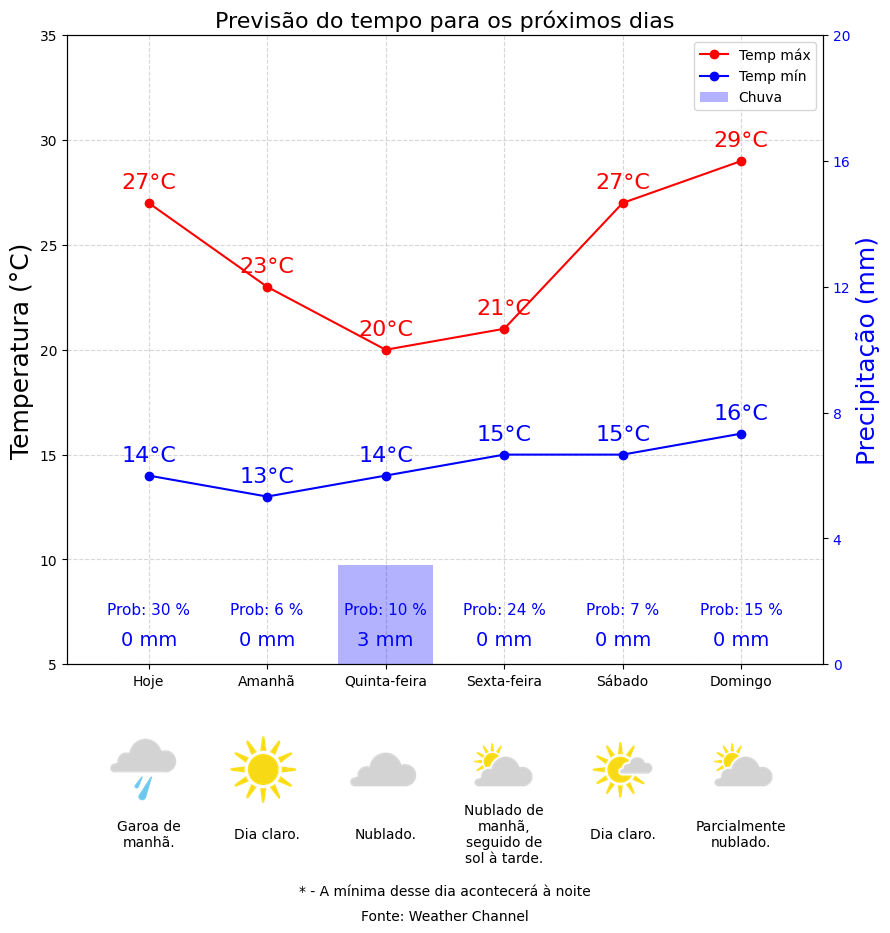 Previsão do tempo para os próximos dias
35
30
25
20
15
10
5
Temperatura (°C)
20
16
12
8
4
0
Precipitação (mm)
Temp máx
Temp mín
Chuva
27°C
23°C
20°C
21°C
27°C
29°C
14°C
13°C
14°C
15°C
15°C
16°C
Prob: 30 %
Prob: 6 %
Prob: 10 %
Prob: 24 %
Prob: 7 %
Prob: 15 %
0 mm
0 mm
3 mm
0 mm
0 mm
0 mm
Hoje
Amanhã
Quinta-feira
Sexta-feira
Sábado
Domingo
Garoa de
manhã.
Dia claro.
Nublado.
Nublado de
manhã,
seguido de
sol à tarde.
Dia claro.
Parcialmente
nublado.
* - A mínima desse dia acontecerá à noite
Fonte: Weather Channel